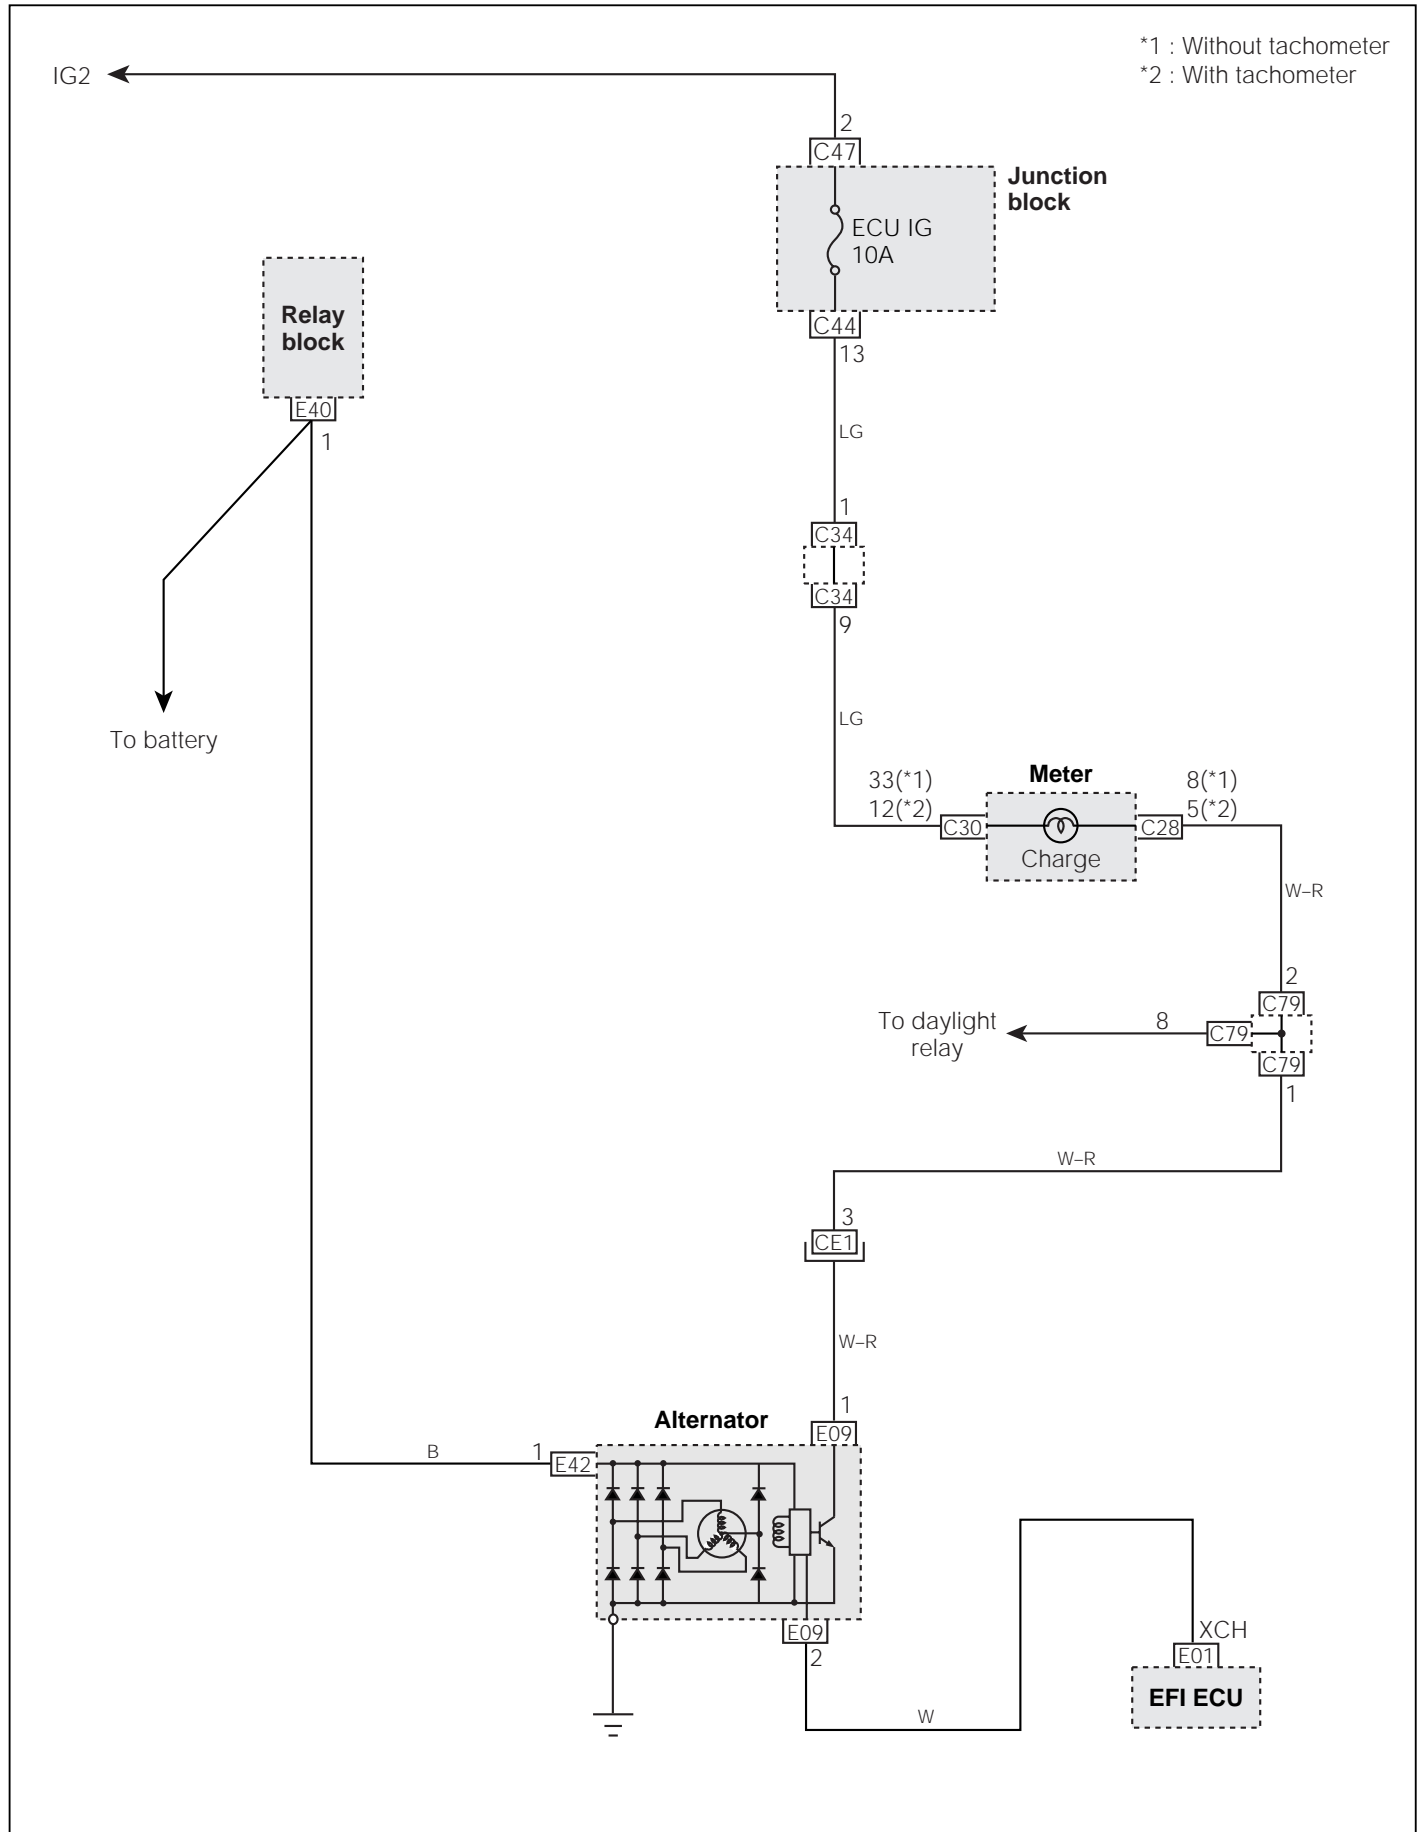 *1 : Without tachometer
*2 : With tachometer
IG2
2
C47
Junction
block
ECU IG
10A
C44
13
Relay
block
E40
1
LG
1
C34
C34
9
To battery
LG
33(*1)
12(*2)
C30
Meter
Charge
C28
8(*1)
5(*2)
W–R
2
C79
To daylight
relay
8
C79
C79
1
W–R
3
CE1
W–R
1
E09
Alternator
B
1
E42
E09
2
W
XCH
E01
EFI ECU